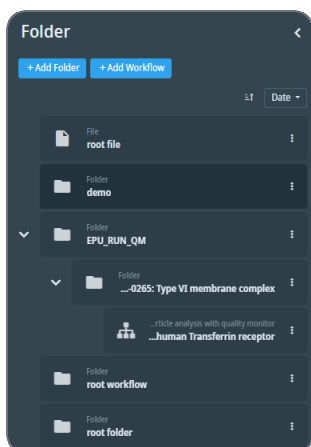 Folder
+ Add Folder + Add Workflow
Date
File
root file
Folder
demo
Folder
EPU_RUN_QM
Folder
...-0265: Type VI membrane complex
...rticle analysis with quality monitor
...human Transferrin receptor
Folder
root workflow
Folder
root folder